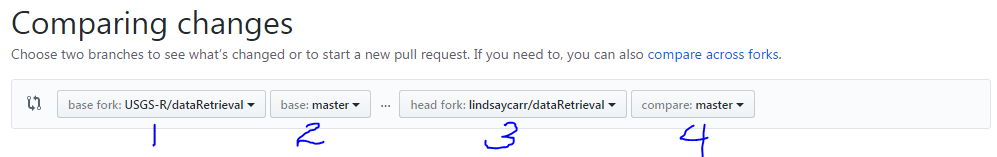 Comparing changes
Choose two branches to see what's changed or to start a new pull request. If you need to, you can also compare across forks.
base fork: USGS-R/dataRetrieval base: master ... head fork: lindsaycarr/dataRetrieval compare: master
1 2 3 4